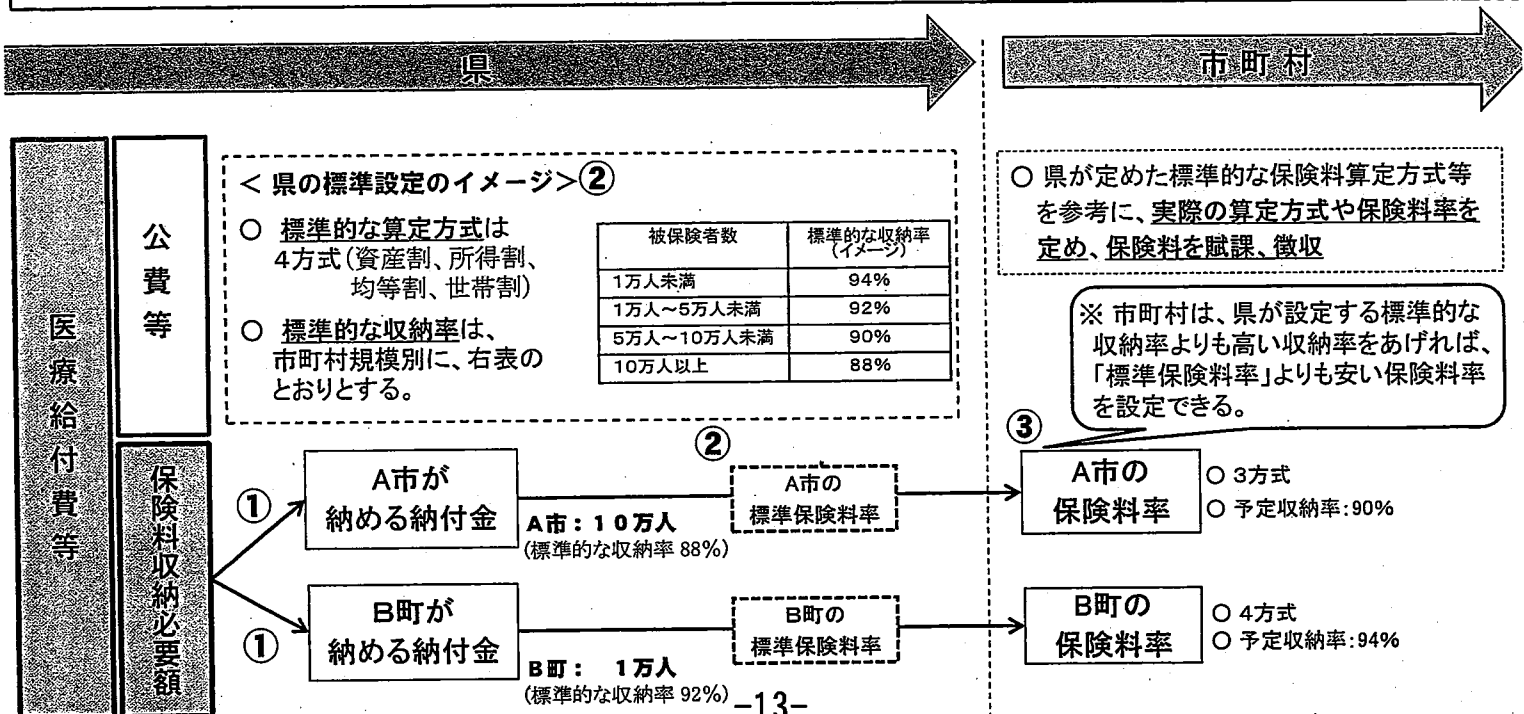 県
市町村
医療給付費等
公費等
保険料収納必要額
＜ 県の標準設定のイメージ＞②
○ 標準的な算定方式は
4方式(資産割、所得割、
均等割、世帯割)
○ 標準的な収納率は、
市町村規模別に、右表の
とおりとする。
被保険者数 標準的な収納率
(イメージ)
1万人未満 94%
1万人～5万人未満 92%
5万人～10万人未満 90%
10万人以上 88%
○ 県が定めた標準的な保険料算定方式等
を参考に、実際の算定方式や保険料率を
定め、保険料を賦課、徴収
※ 市町村は、県が設定する標準的な
収納率よりも高い収納率をあげれば、
「標準保険料率」よりも安い保険料率
を設定できる。
①
A市が
納める納付金
A市：10万人
(標準的な収納率 88%)
②
A市の
標準保険料率
③
A市の
保険料率
○ 3方式
○ 予定収納率:90%
①
B町が
納める納付金
B町： 1万人
(標準的な収納率 92%)
B町の
標準保険料率
B町の
保険料率
○ 4方式
○ 予定収納率:94%
-13-